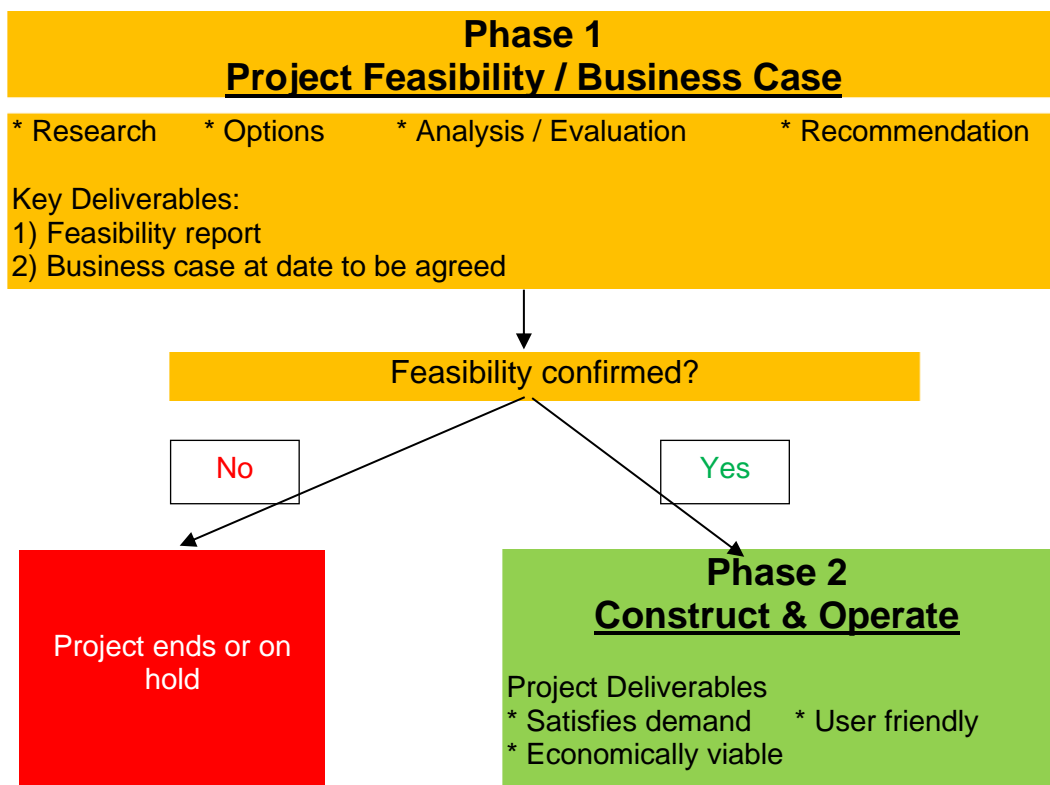 Phase 1
Project Feasibility / Business Case
* Research * Options * Analysis / Evaluation * Recommendation
Key Deliverables:
1) Feasibility report
2) Business case at date to be agreed
Feasibility confirmed?
No
Yes
Project ends or on
hold
Phase 2
Construct & Operate
Project Deliverables
* Satisfies demand * User friendly
* Economically viable